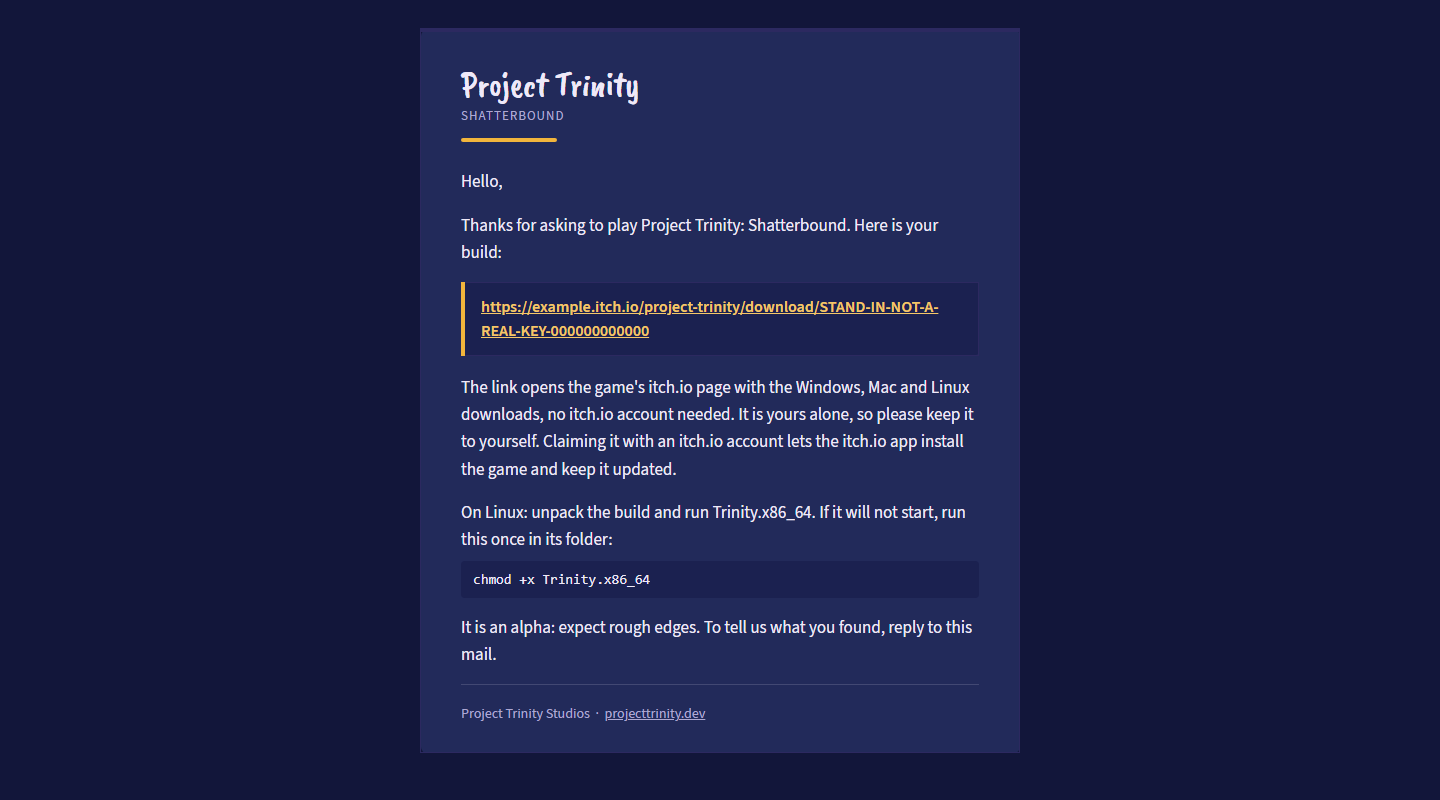 Project Trinity
SHATTERBOUND
Hello,
Thanks for asking to play Project Trinity: Shatterbound. Here is your
build:
https://example.itch.io/project-trinity/download/STAND-IN-NOT-A-
REAL-KEY-000000000000
The link opens the game's itch.io page with the Windows, Mac and Linux
downloads, no itch.io account needed. It is yours alone, so please keep it
to yourself. Claiming it with an itch.io account lets the itch.io app install
the game and keep it updated.
On Linux: unpack the build and run Trinity.x86_64. If it will not start, run
this once in its folder:
chmod +x Trinity.x86_64
It is an alpha: expect rough edges. To tell us what you found, reply to this
mail.
Project Trinity Studios · projecttrinity.dev